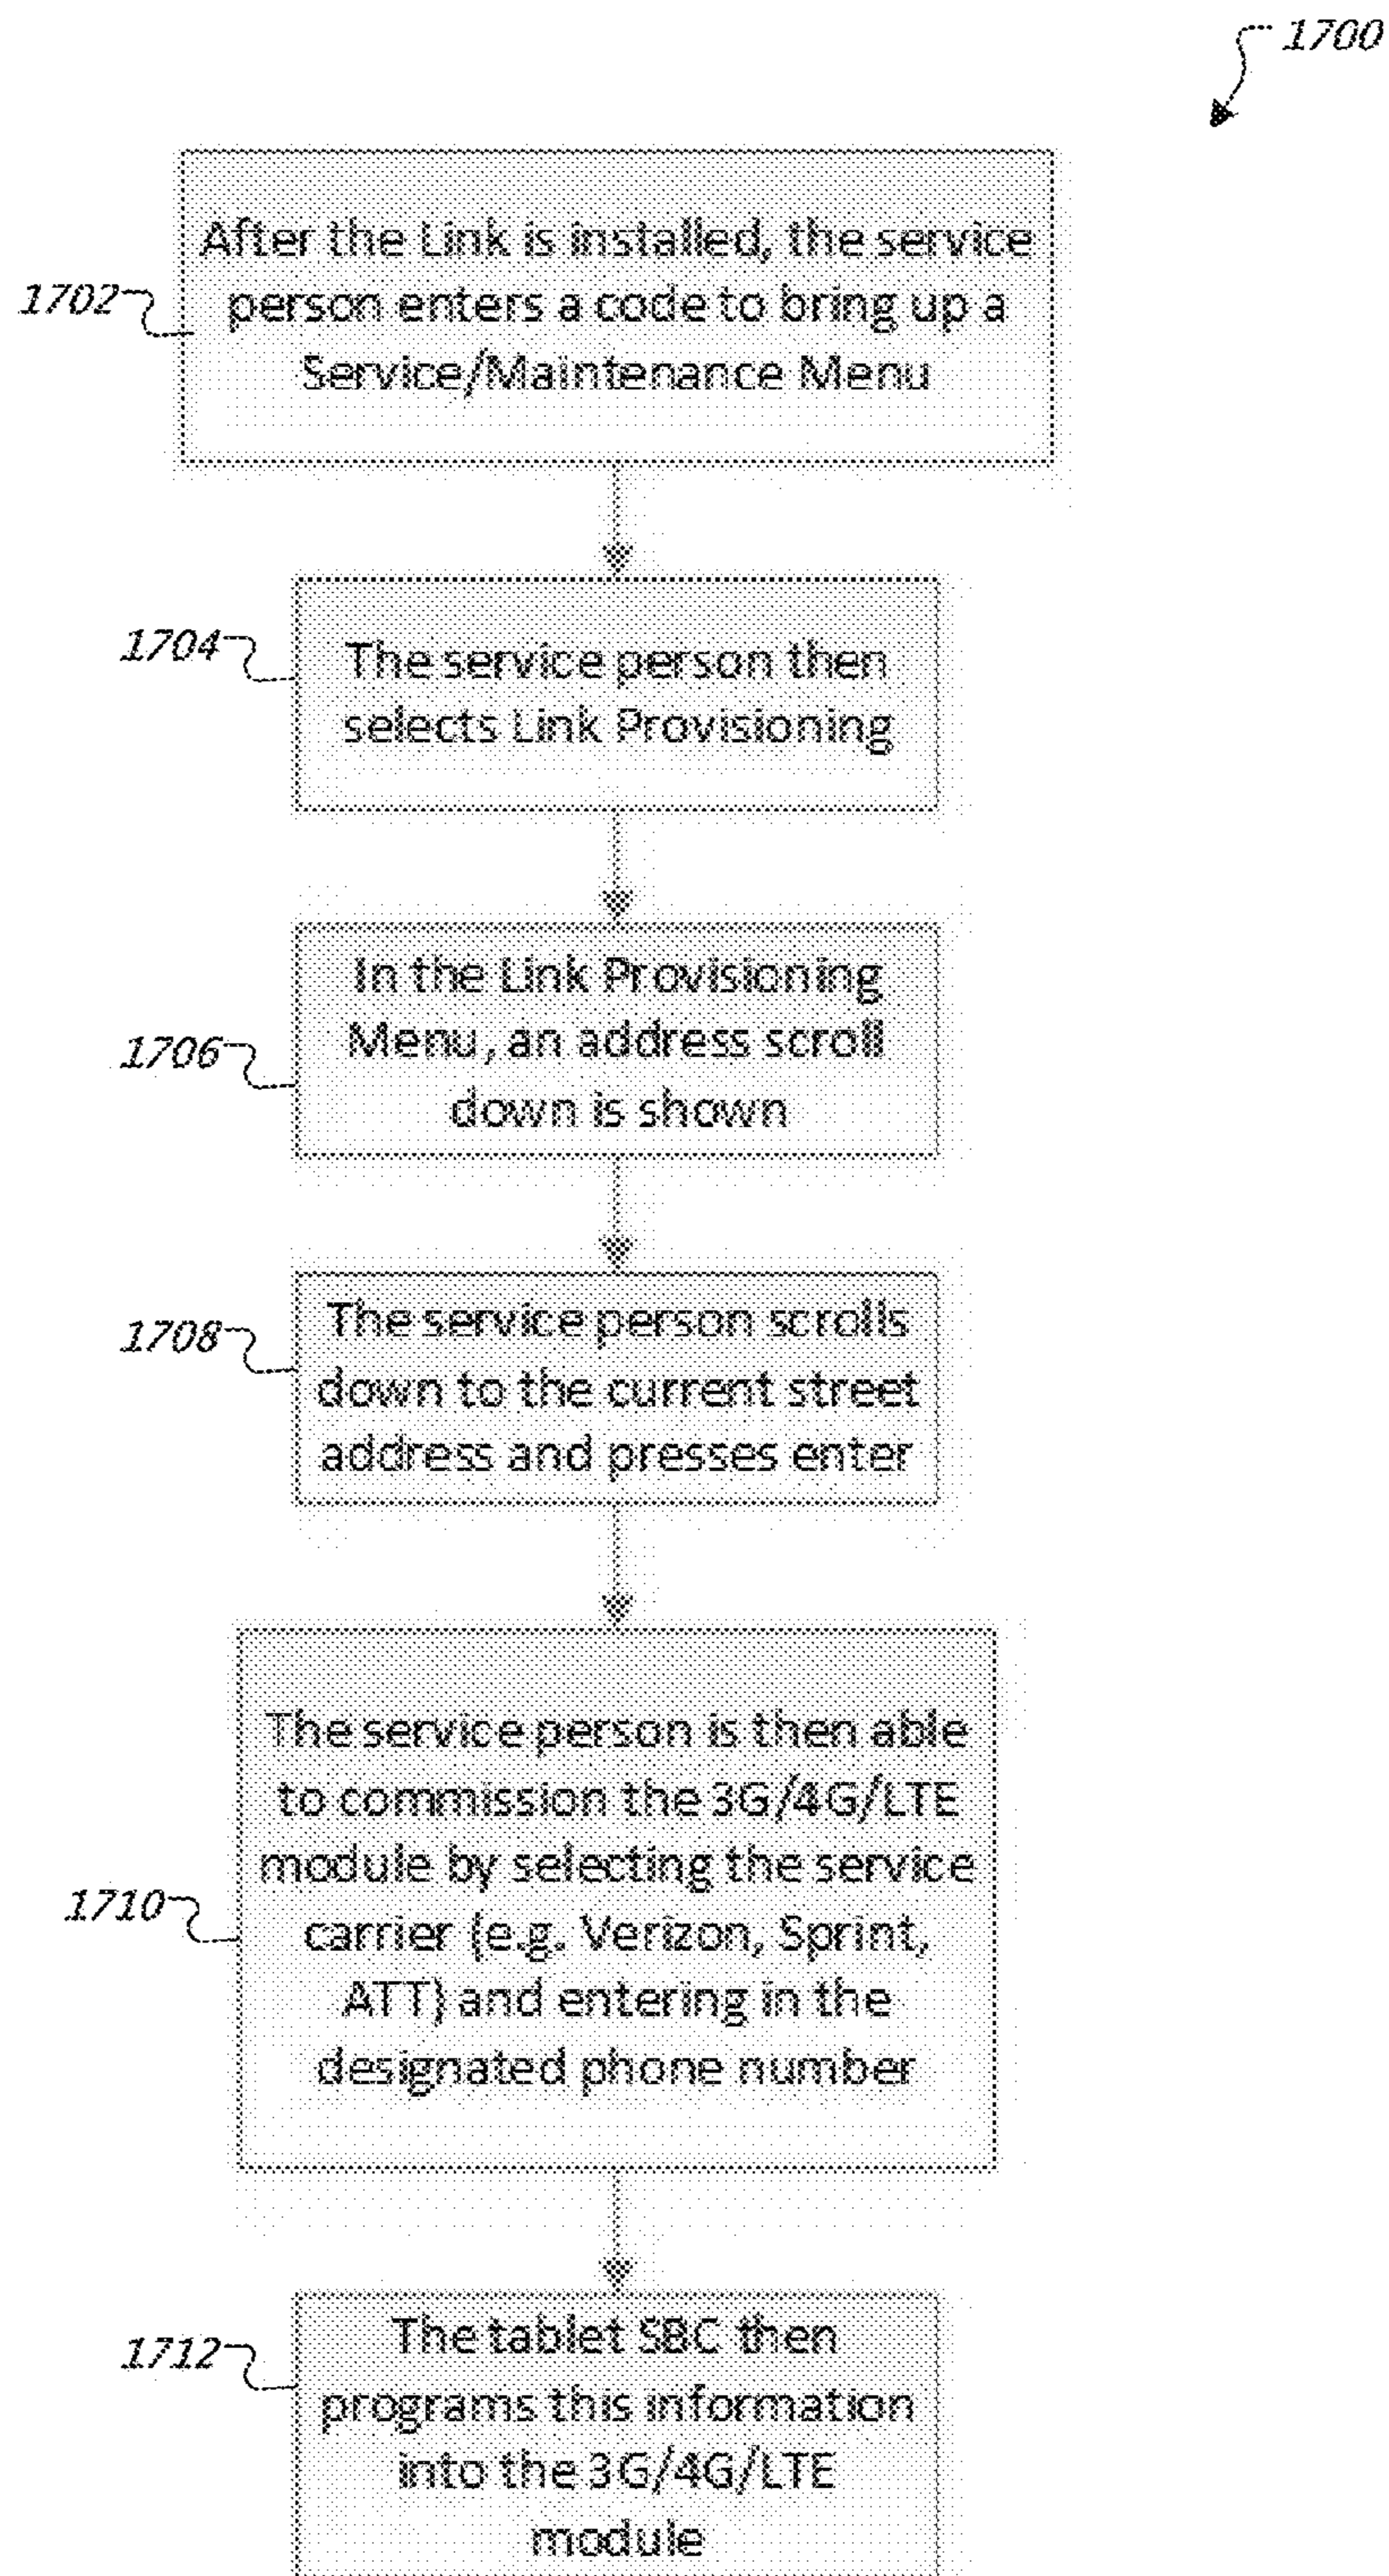 1700
1702
After the Link is installed, the service
person enters a code to bring up a
Service/Maintenance Menu
1704
The service person then
selects Link Provisioning
1706
In the Link Provisioning
Menu, an address scroll
down is shown
1708
The service person scrolls
down to the current street
address and presses enter
1710
The service person is then able
to commission the 3G/4G/LTE
module by selecting the service
carrier (e.g. Verizon, Sprint,
ATT) and entering in the
designated phone number
1712
The tablet SBC then
programs this information
into the 3G/4G/LTE
module